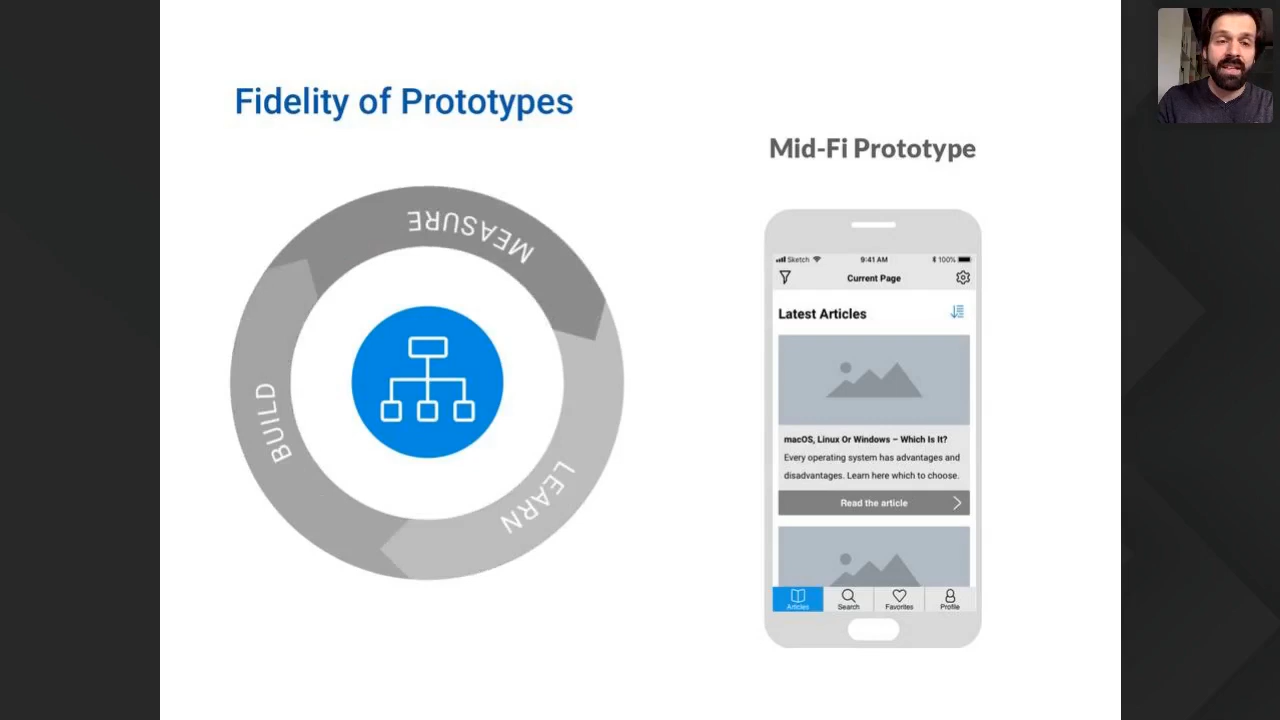 Fidelity of Prototypes
Mid-Fi Prototype
MEASURE
BUILD
LEARN
Sketch 9:41 AM 100%
Current Page
Latest Articles
macOS, Linux Or Windows – Which Is It?
Every operating system has advantages and
disadvantages. Learn here which to choose.
Read the article
Articles Search Favorites Profile